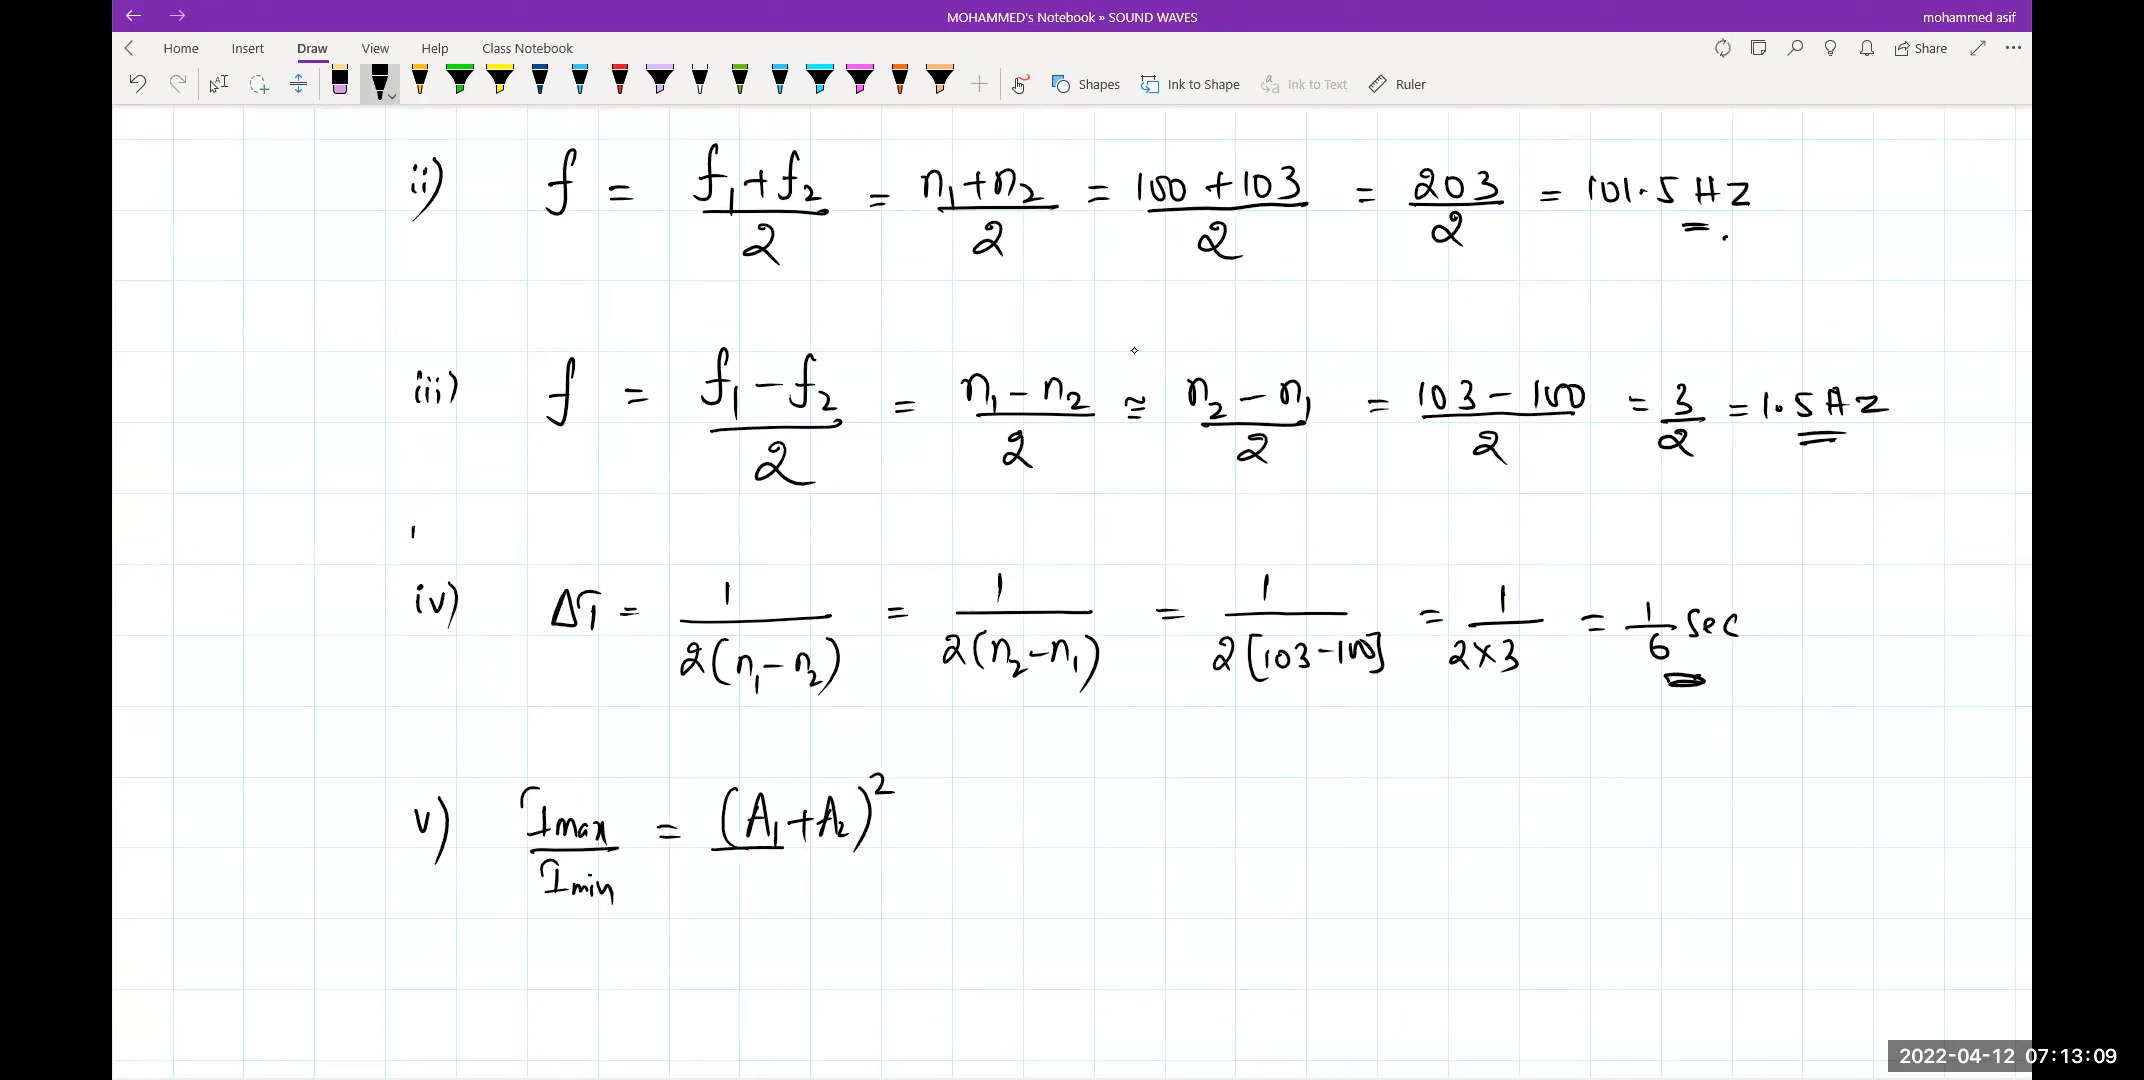 MOHAMMED's Notebook » SOUND WAVES mohammed asif
Home Insert Draw View Help Class Notebook Share
Shapes Ink to Shape Ink to Text Ruler
ii) f = (f₁+f₂)/2 = (n₁+n₂)/2 = (100+103)/2 = 203/2 = 101.5 HZ.
iii) f = (f₁-f₂)/2 = (n₁-n₂)/2 ≅ (n₂-n₁)/2 = (103-100)/2 = 3/2 = 1.5 HZ
iv) ΔT = 1/2(n₁-n₂) = 1/2(n₂-n₁) = 1/2[103-100] = 1/2×3 = 1/6 sec
v) Imax/Imin = (A₁+A₂)²
2022-04-12 07:13:09